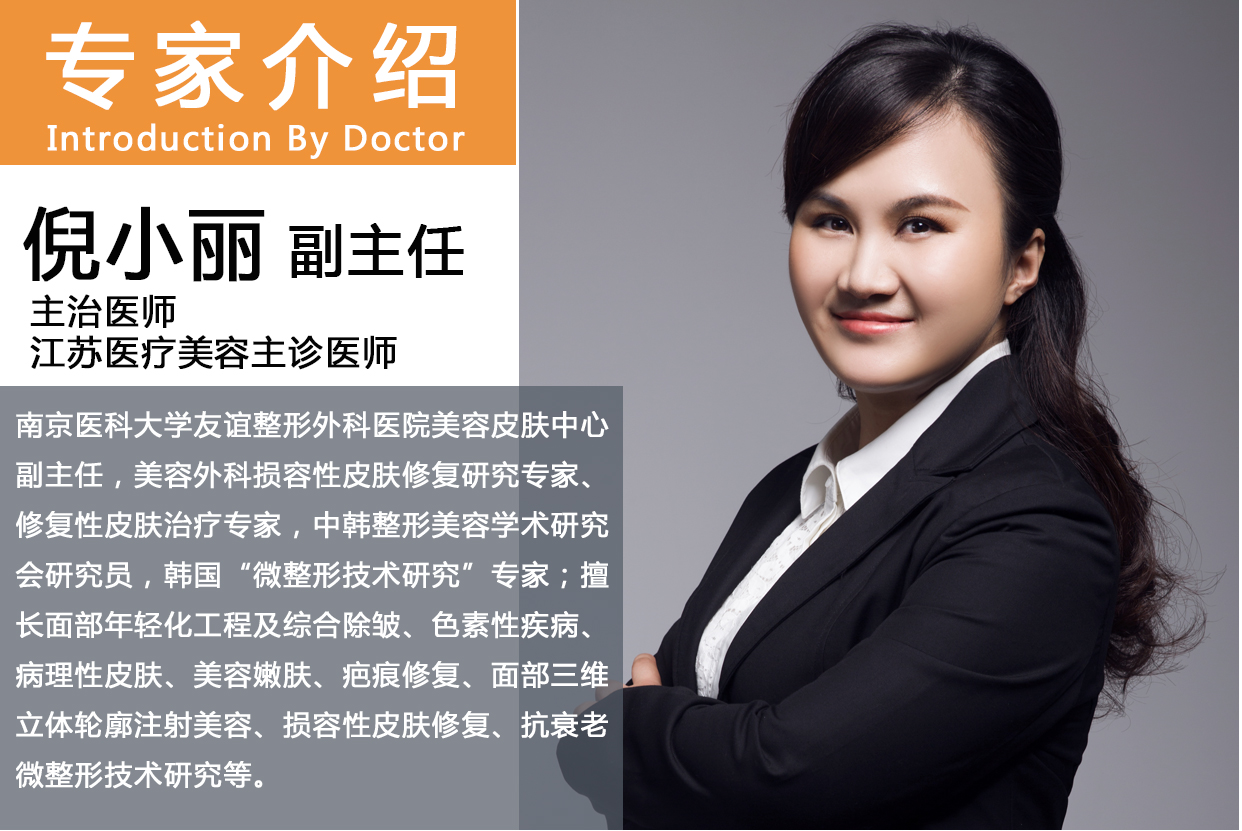 专家介绍
Introduction By Doctor
倪小丽 副主任
主治医师
江苏医疗美容主诊医师
南京医科大学友谊整形外科医院美容皮肤中心
副主任，美容外科损容性皮肤修复研究专家、
修复性皮肤治疗专家，中韩整形美容学术研究
会研究员，韩国“微整形技术研究”专家；擅
长面部年轻化工程及综合除皱、色素性疾病、
病理性皮肤、美容嫩肤、疤痕修复、面部三维
立体轮廓注射美容、损容性皮肤修复、抗衰老
微整形技术研究等。